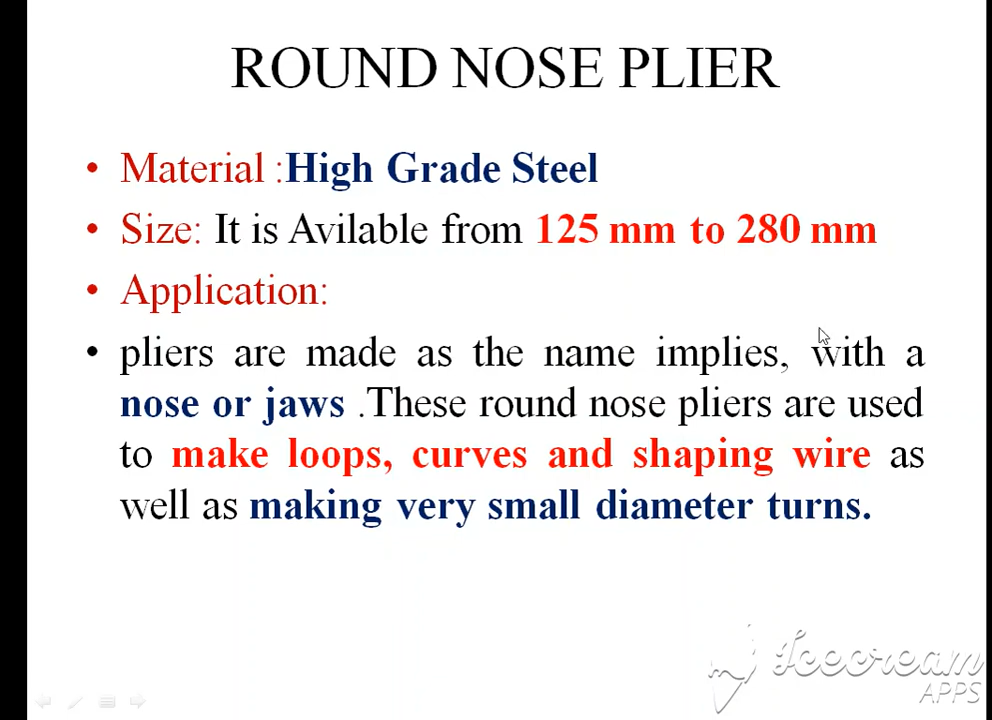 ROUND NOSE PLIER
• Material :High Grade Steel
• Size: It is Avilable from 125 mm to 280 mm
• Application:
• pliers are made as the name implies, with a
nose or jaws .These round nose pliers are used
to make loops, curves and shaping wire as
well as making very small diameter turns.
Icecream
APPS